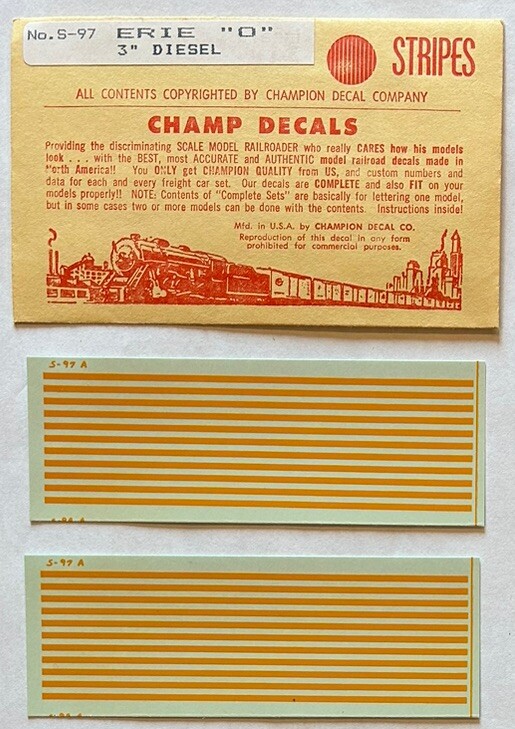 No.S-97 ERIE "O"
3" DIESEL
STRIPES
ALL CONTENTS COPYRIGHTED BY CHAMPION DECAL COMPANY
CHAMP DECALS
Providing the discriminating SCALE MODEL RAILROADER who really CARES how his models
look . . . with the BEST, most ACCURATE and AUTHENTIC model railroad decals made in
North America!! You ONLY get CHAMPION QUALITY from US, and custom numbers and
data for each and every freight car set. Our decals are COMPLETE and also FIT on your
models properly!! NOTE: Contents of "Complete Sets" are basically for lettering one model,
but in some cases two or more models can be done with the contents. Instructions inside!
Mfd. in U.S.A. by CHAMPION DECAL CO.
Reproduction of this decal in any form
prohibited for commercial purposes.
S-97 A
S-97 A